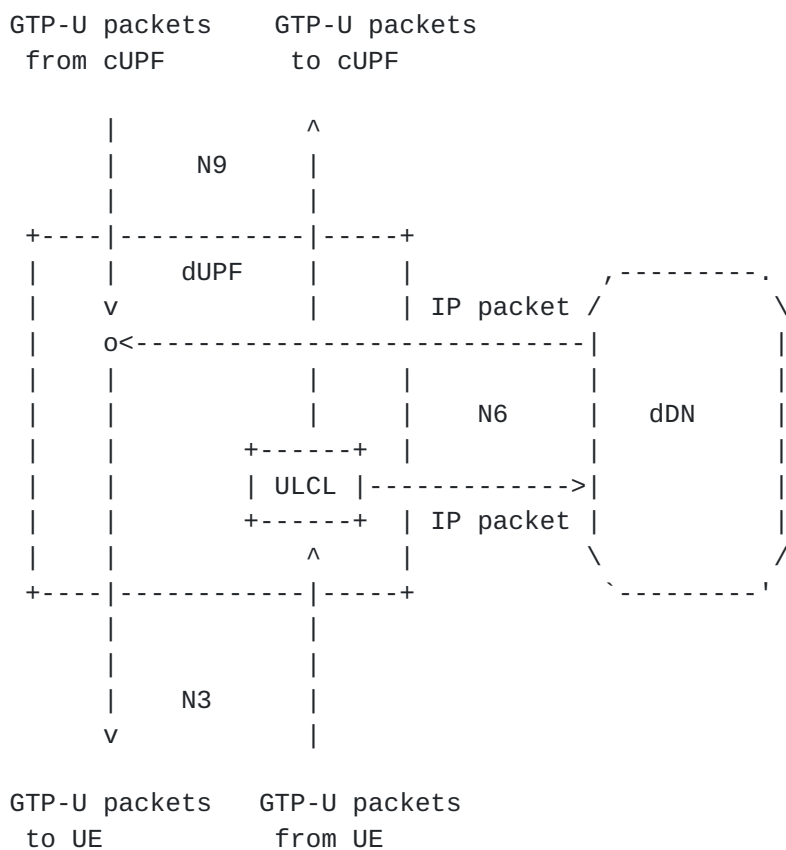 GTP-U packets    GTP-U packets
from cUPF        to cUPF
N9
dUPF
IP packet
N6    dDN
ULCL
IP packet
N3
GTP-U packets   GTP-U packets
to UE           from UE